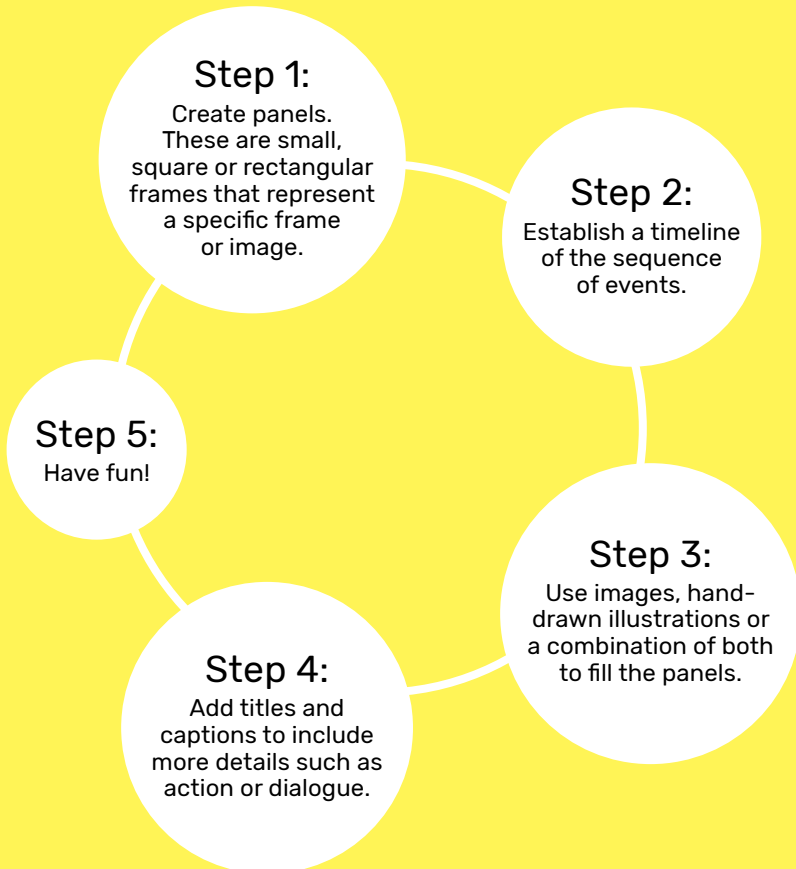 Step 1:
Create panels.
These are small,
square or rectangular
frames that represent
a specific frame
or image.
Step 2:
Establish a timeline
of the sequence
of events.
Step 3:
Use images, hand-
drawn illustrations or
a combination of both
to fill the panels.
Step 4:
Add titles and
captions to include
more details such as
action or dialogue.
Step 5:
Have fun!